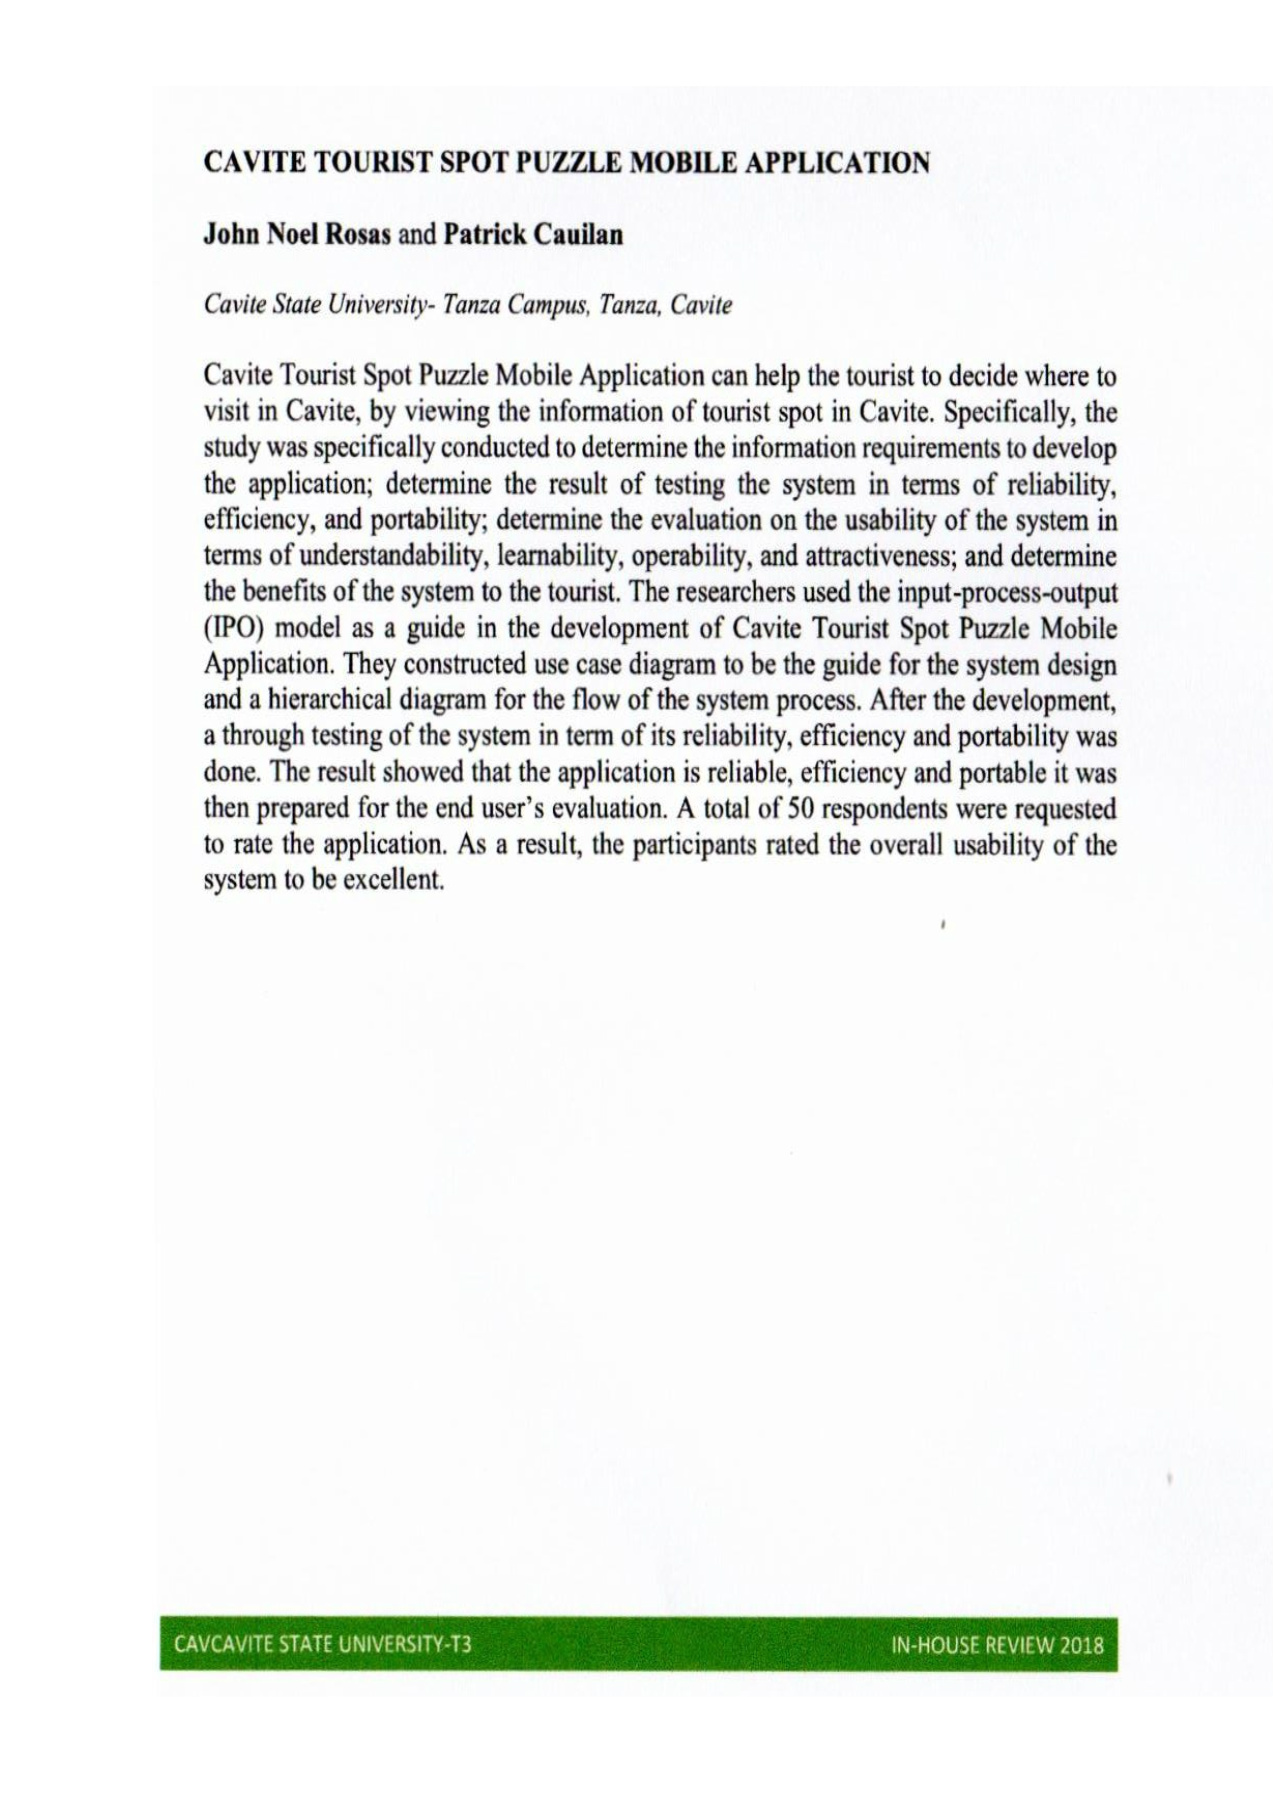 CAVITE TOURIST SPOT PUZZLE MOBILE APPLICATION
John Noel Rosas and Patrick Cauilan
Cavite State University- Tanza Campus, Tanza, Cavite
Cavite Tourist Spot Puzzle Mobile Application can help the tourist to decide where to
visit in Cavite, by viewing the information of tourist spot in Cavite. Specifically, the
study was specifically conducted to determine the information requirements to develop
the application; determine the result of testing the system in terms of reliability,
efficiency, and portability; determine the evaluation on the usability of the system in
terms of understandability, learnability, operability, and attractiveness; and determine
the benefits of the system to the tourist. The researchers used the input-process-output
(IPO) model as a guide in the development of Cavite Tourist Spot Puzzle Mobile
Application. They constructed use case diagram to be the guide for the system design
and a hierarchical diagram for the flow of the system process. After the development,
a through testing of the system in term of its reliability, efficiency and portability was
done. The result showed that the application is reliable, efficiency and portable it was
then prepared for the end user's evaluation. A total of 50 respondents were requested
to rate the application. As a result, the participants rated the overall usability of the
system to be excellent.
CAVCAVITE STATE UNIVERSITY-T3 IN-HOUSE REVIEW 2018